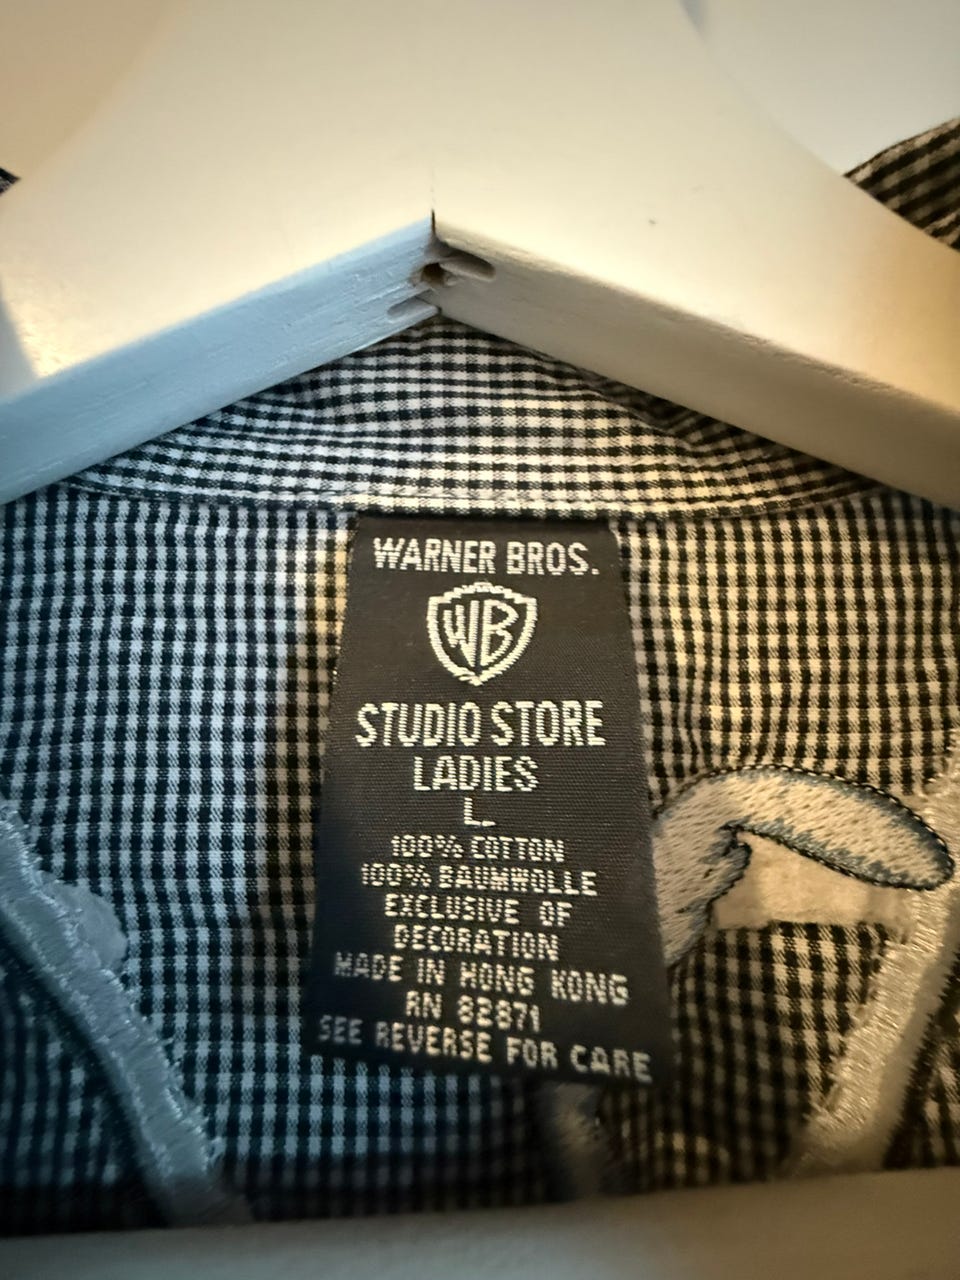 WARNER BROS.
WB
STUDIO STORE
LADIES
L
100% COTTON
100% BAUMWOLLE
EXCLUSIVE OF
DECORATION
MADE IN HONG KONG
RN 82871
SEE REVERSE FOR CARE